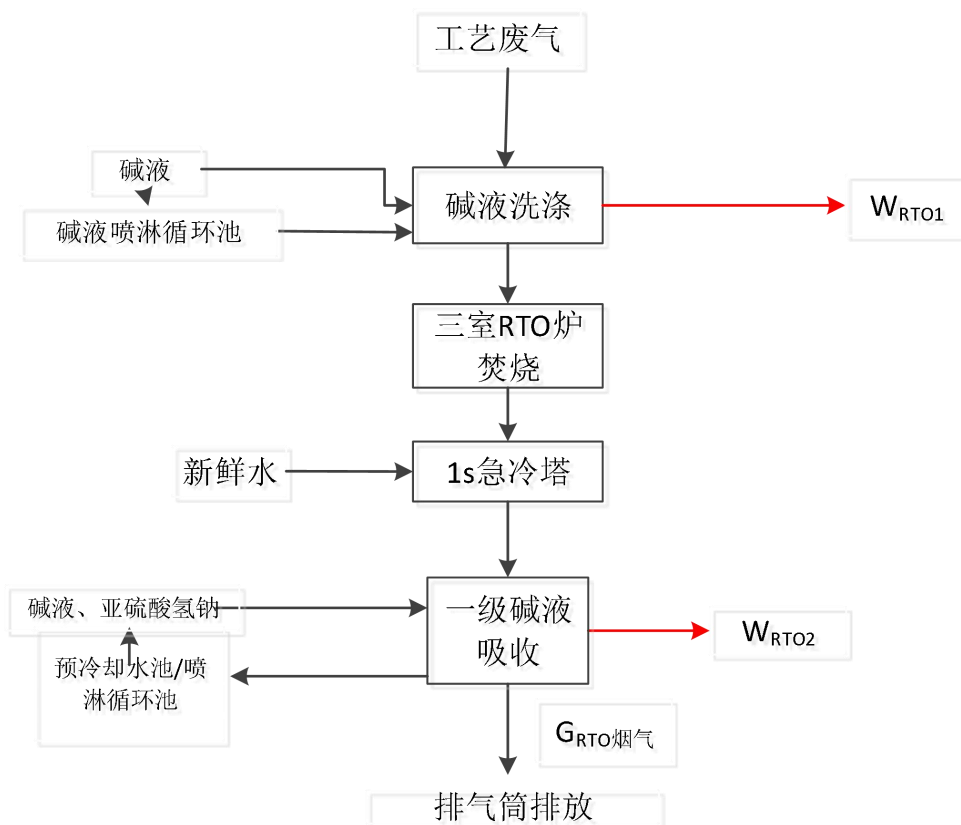 工艺废气
碱液
碱液洗涤
W_RTO1
碱液喷淋循环池
三室RTO炉
焚烧
新鲜水
1s急冷塔
碱液、亚硫酸氢钠
一级碱液
吸收
W_RTO2
预冷却水池/喷
淋循环池
G_RTO烟气
排气筒排放